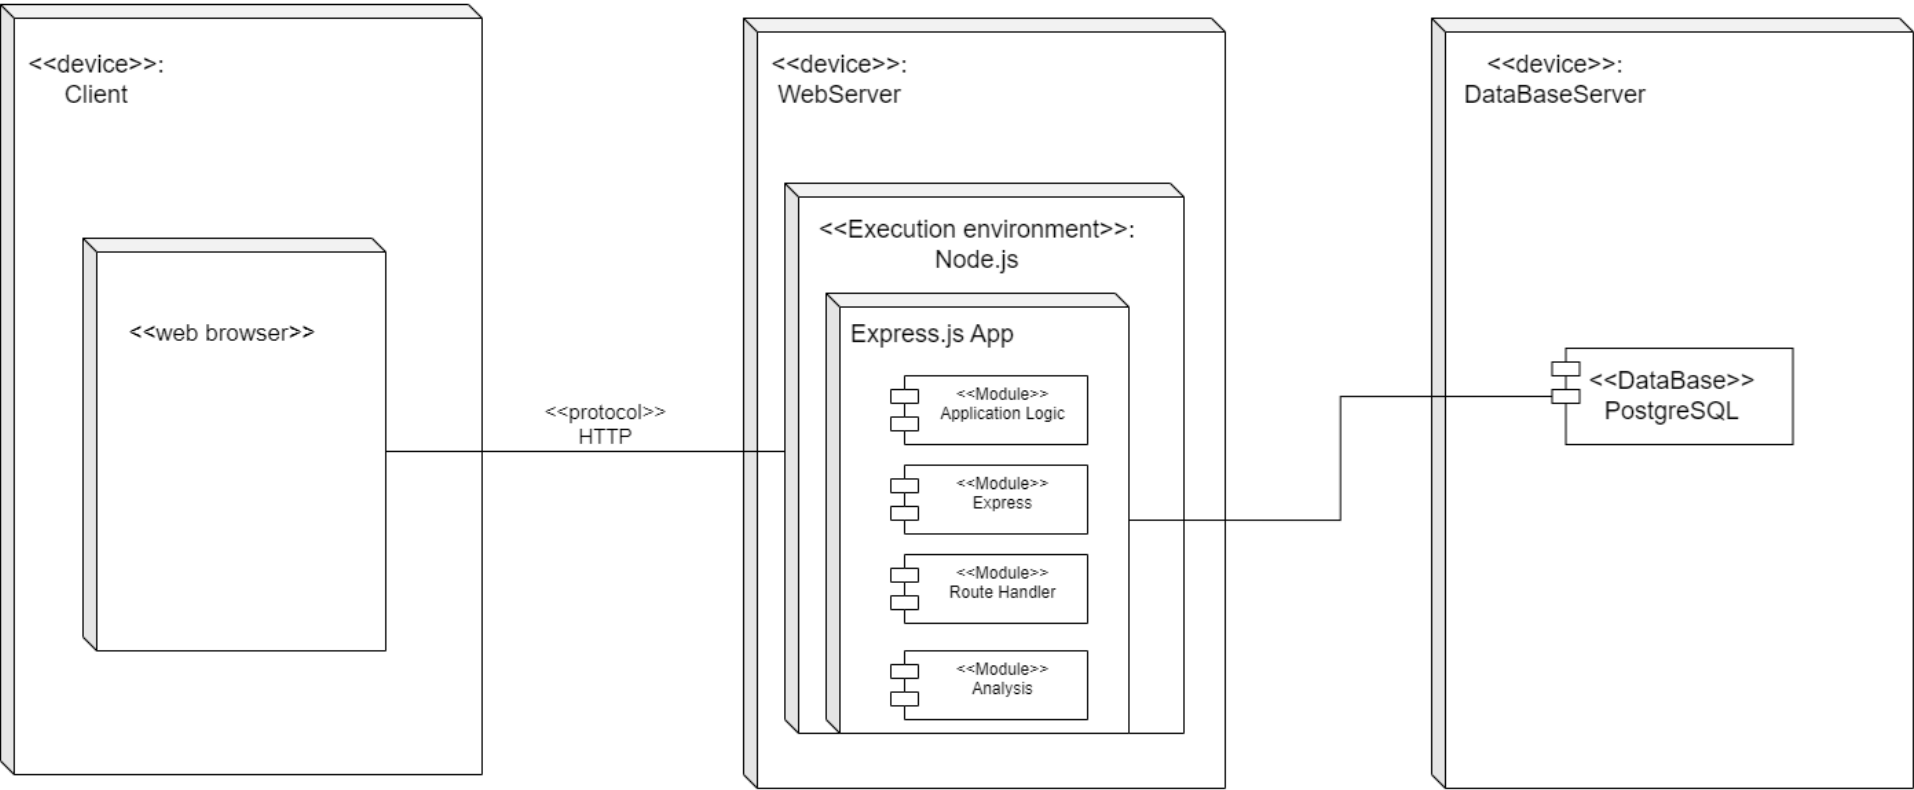 <<device>>:
Client
<<web browser>>
<<protocol>>
HTTP
<<device>>:
WebServer
<<Execution environment>>:
Node.js
Express.js App
<<Module>>
Application Logic
<<Module>>
Express
<<Module>>
Route Handler
<<Module>>
Analysis
<<device>>:
DataBaseServer
<<DataBase>>
PostgreSQL